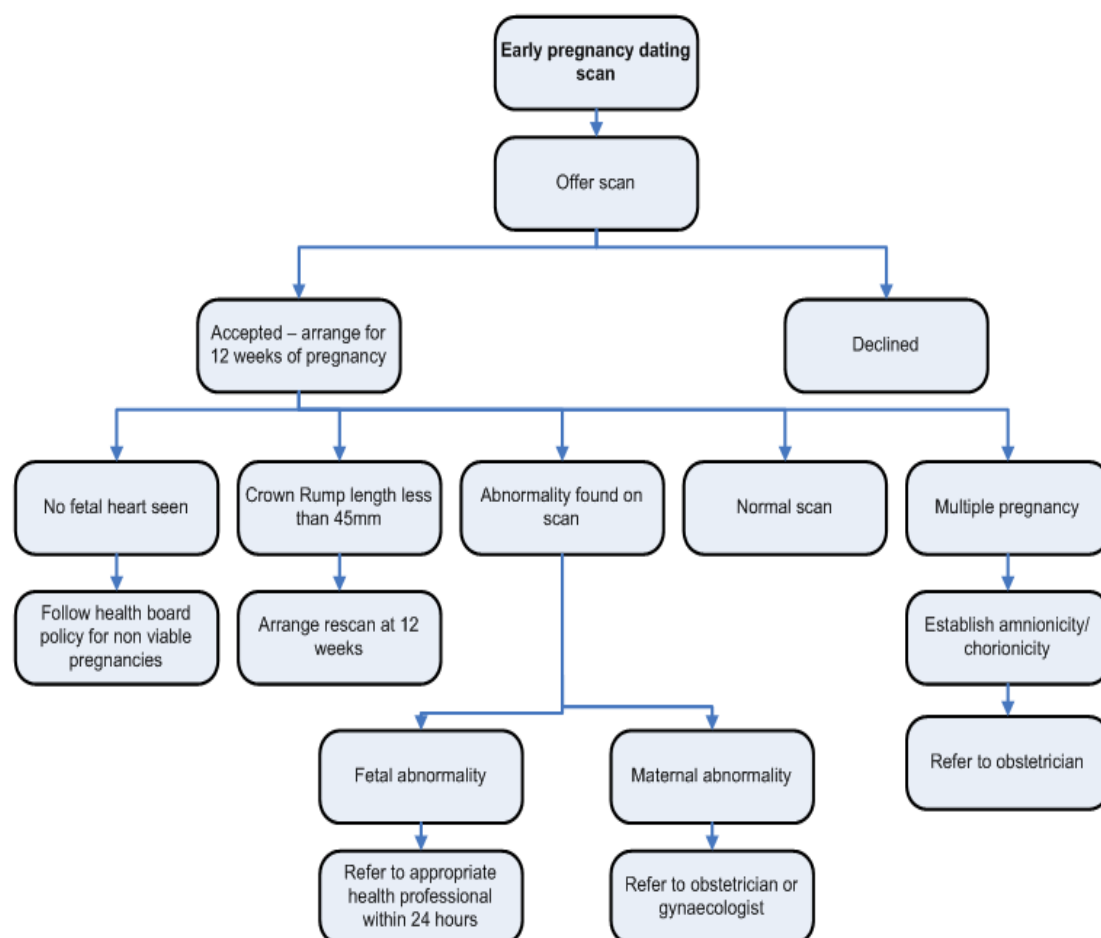 Early pregnancy dating
scan
Offer scan
Accepted – arrange for
12 weeks of pregnancy
Declined
No fetal heart seen
Crown Rump length less
than 45mm
Abnormality found on
scan
Normal scan
Multiple pregnancy
Follow health board
policy for non viable
pregnancies
Arrange rescan at 12
weeks
Establish amnionicity/
chorionicity
Fetal abnormality
Maternal abnormality
Refer to obstetrician
Refer to appropriate
health professional
within 24 hours
Refer to obstetrician or
gynaecologist